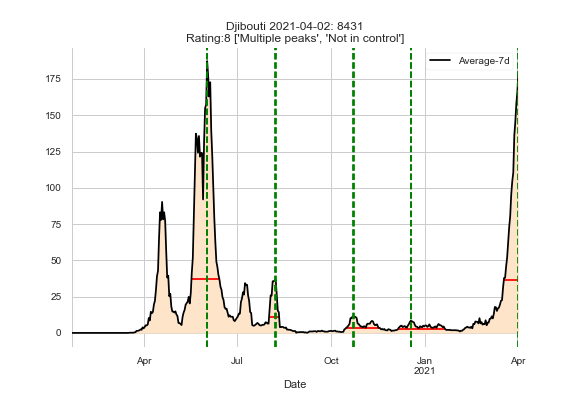 Djibouti 2021-04-02: 8431
Rating:8 ['Multiple peaks', 'Not in control']
Average-7d
175
150
125
100
75
50
25
0
Apr
Jul
Oct
Jan
2021
Apr
Date